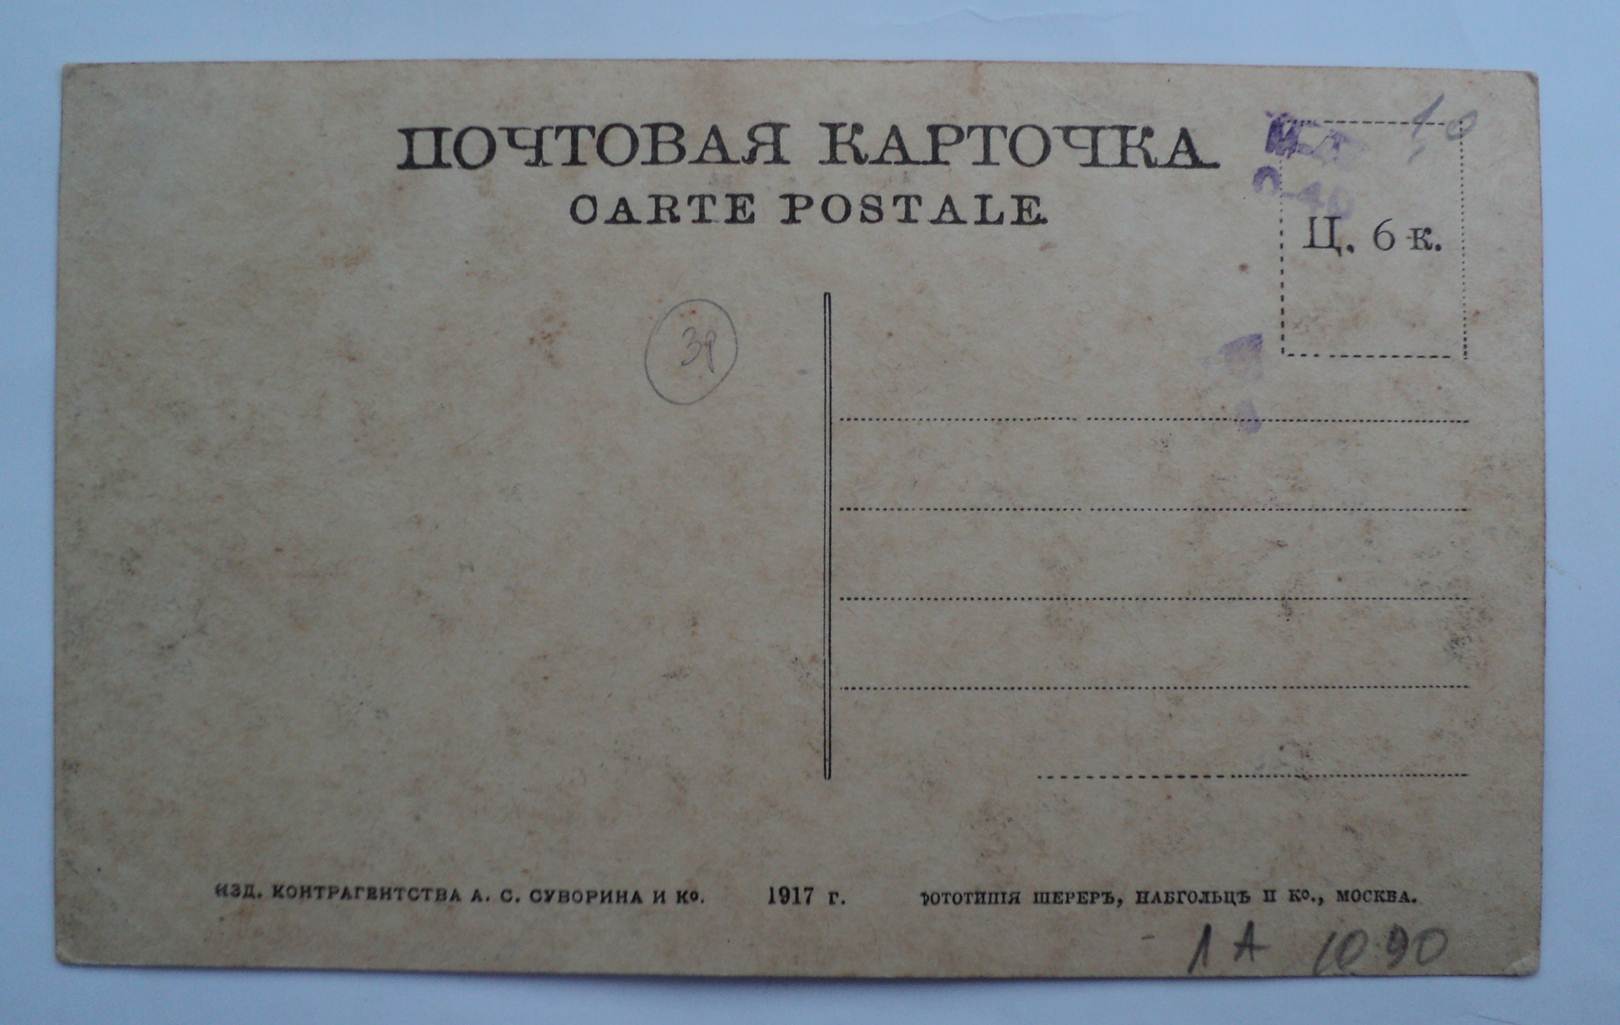 ПОЧТОВАЯ КАРТОЧКА.
CARTE POSTALE.
Ц. 6 к.
39
ИЗД. КОНТРАГЕНТСТВА А. С. СУВОРИНА И Ко. 1917 г. ФОТОТИПІЯ ШЕРЕРЪ, НАБГОЛЬЦЪ И Ко., МОСКВА.
1А 10.90